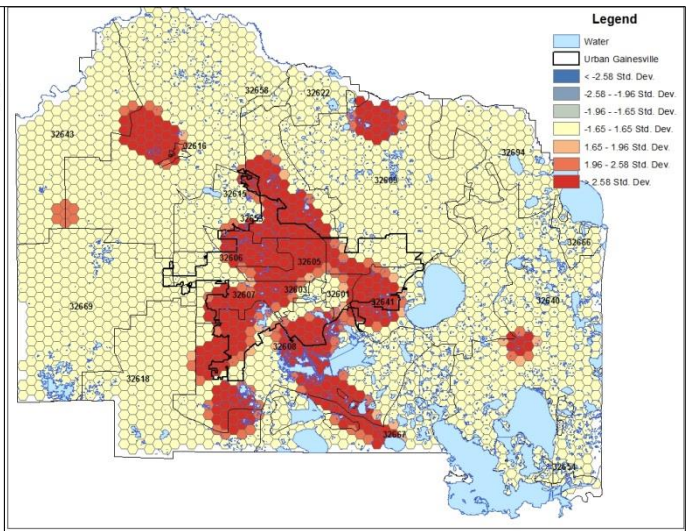 Legend
Water
Urban Gainesville
< -2.58 Std. Dev.
-2.58 - -1.96 Std. Dev.
-1.96 - -1.65 Std. Dev.
-1.65 - 1.65 Std. Dev.
1.65 - 1.96 Std. Dev.
1.96 - 2.58 Std. Dev.
> 2.58 Std. Dev.
32658
32622
32643
32616
32694
32615
32666
32606
32605
32607
32603
32601
32641
32640
32669
32608
32618
32667
32654